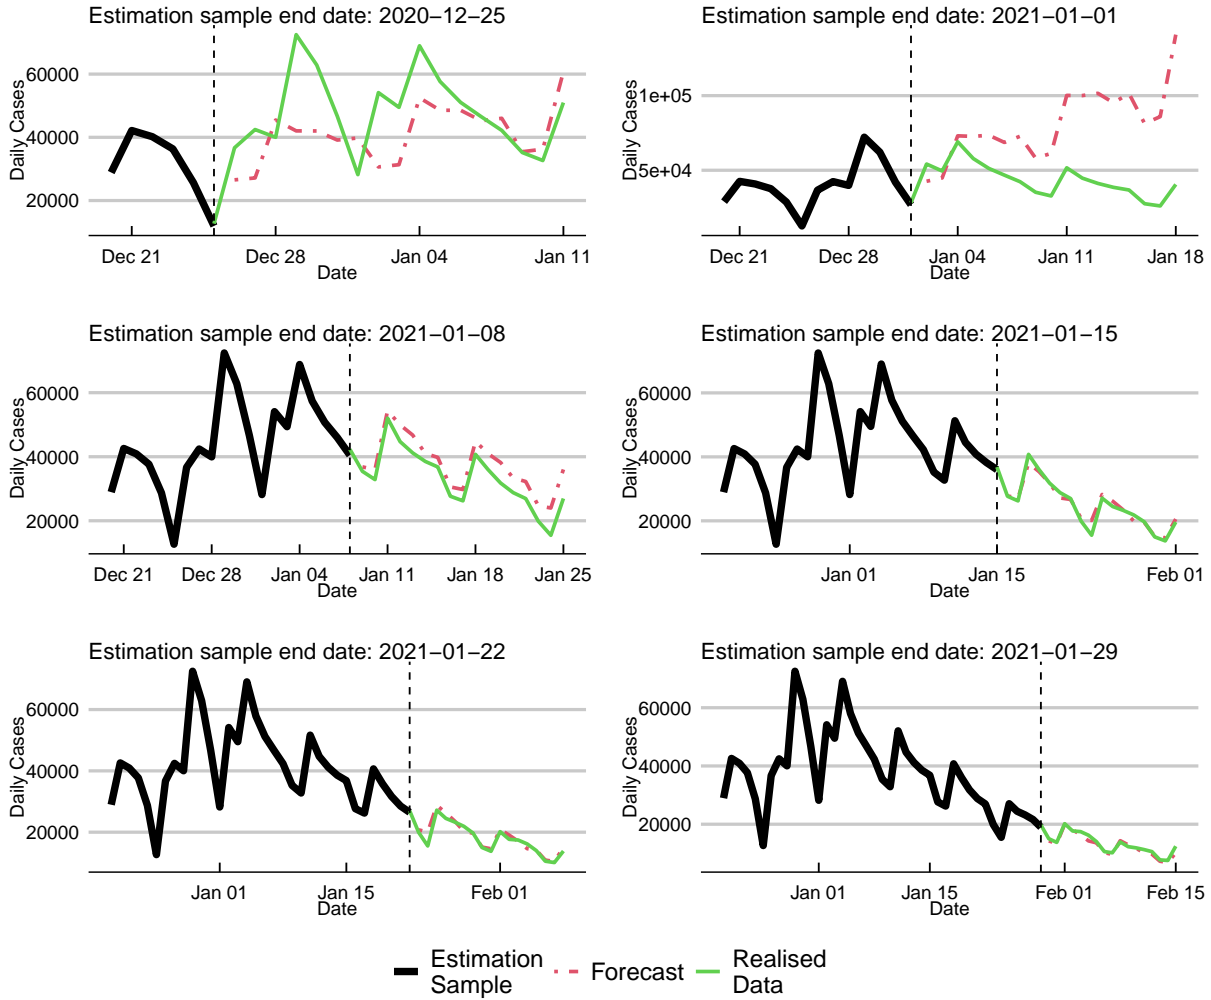 Estimation sample end date: 2020−12−25
Daily Cases
60000
40000
20000
Dec 21
Dec 28
Jan 04
Jan 11
Date
Estimation sample end date: 2021−01−01
Daily Cases
1e+05
5e+04
Dec 21
Dec 28
Jan 04
Jan 11
Jan 18
Date
Estimation sample end date: 2021−01−08
Daily Cases
60000
40000
20000
Dec 21
Dec 28
Jan 04
Jan 11
Jan 18
Jan 25
Date
Estimation sample end date: 2021−01−15
Daily Cases
60000
40000
20000
Jan 01
Jan 15
Feb 01
Date
Estimation sample end date: 2021−01−22
Daily Cases
60000
40000
20000
Jan 01
Jan 15
Feb 01
Date
Estimation sample end date: 2021−01−29
Daily Cases
60000
40000
20000
Jan 01
Jan 15
Feb 01
Feb 15
Date
Estimation
Sample
Forecast
Realised
Data